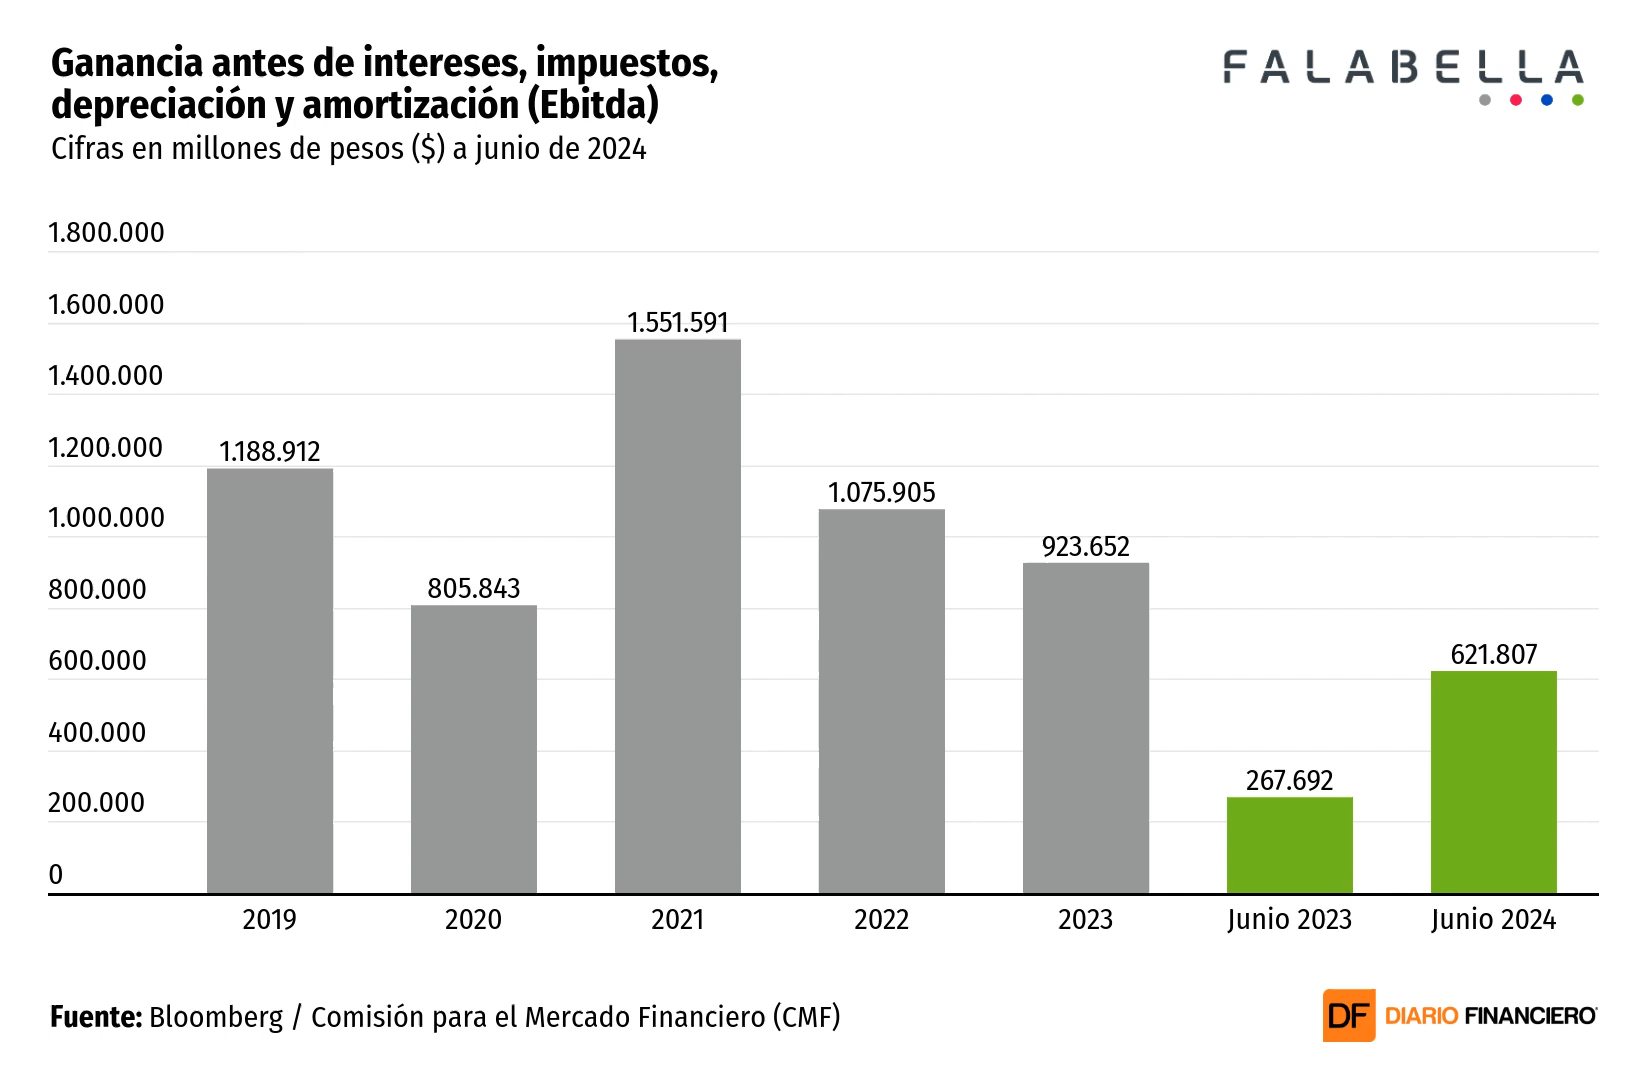 Ganancia antes de intereses, impuestos,
depreciación y amortización (Ebitda)
Cifras en millones de pesos ($) a junio de 2024
FALABELLA
1.800.000
1.600.000
1.400.000
1.200.000
1.000.000
800.000
600.000
400.000
200.000
0
1.188.912
805.843
1.551.591
1.075.905
923.652
267.692
621.807
2019
2020
2021
2022
2023
Junio 2023
Junio 2024
Fuente: Bloomberg / Comisión para el Mercado Financiero (CMF)
DF DIARIO FINANCIERO